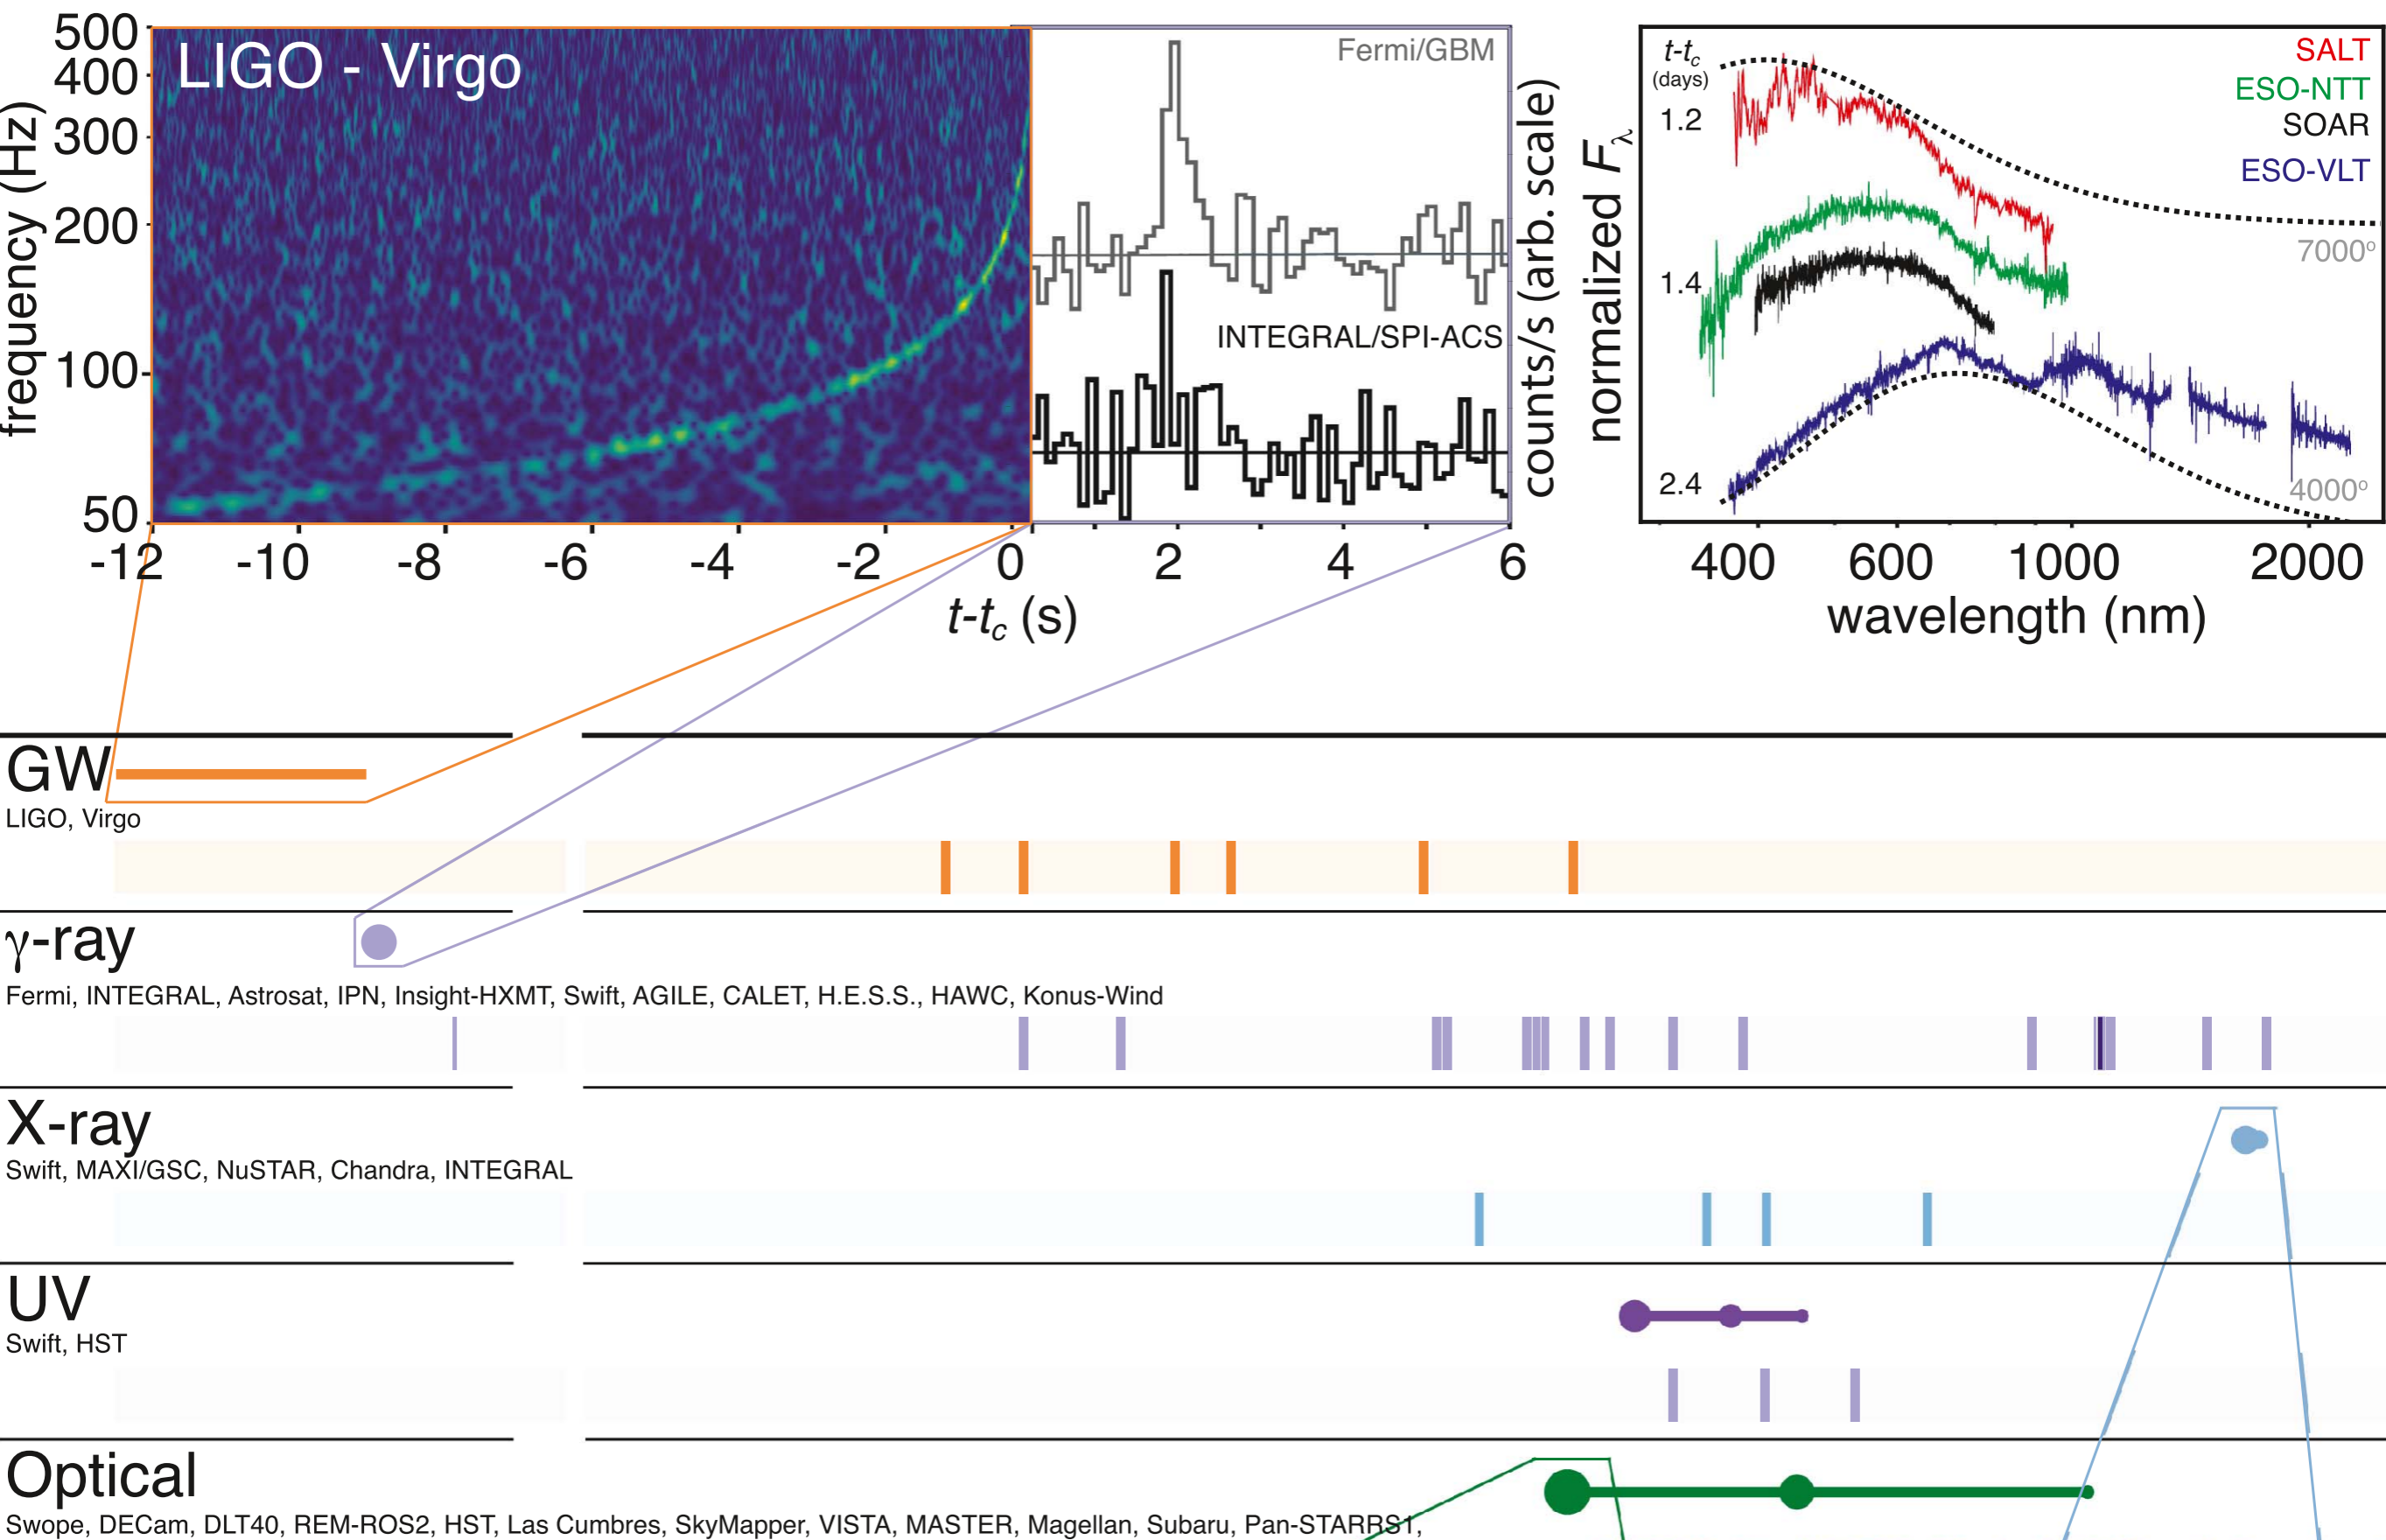 500
400
300
200
100
50
frequency (Hz)
LIGO - Virgo
Fermi/GBM
INTEGRAL/SPI-ACS
counts/s (arb. scale)
-12 -10 -8 -6 -4 -2 0 2 4 6
t-tc (s)
normalized Fλ
t-tc
(days)
1.2
1.4
2.4
SALT
ESO-NTT
SOAR
ESO-VLT
7000º
4000º
400 600 1000 2000
wavelength (nm)
GW
LIGO, Virgo
γ-ray
Fermi, INTEGRAL, Astrosat, IPN, Insight-HXMT, Swift, AGILE, CALET, H.E.S.S., HAWC, Konus-Wind
X-ray
Swift, MAXI/GSC, NuSTAR, Chandra, INTEGRAL
UV
Swift, HST
Optical
Swope, DECam, DLT40, REM-ROS2, HST, Las Cumbres, SkyMapper, VISTA, MASTER, Magellan, Subaru, Pan-STARRS1,